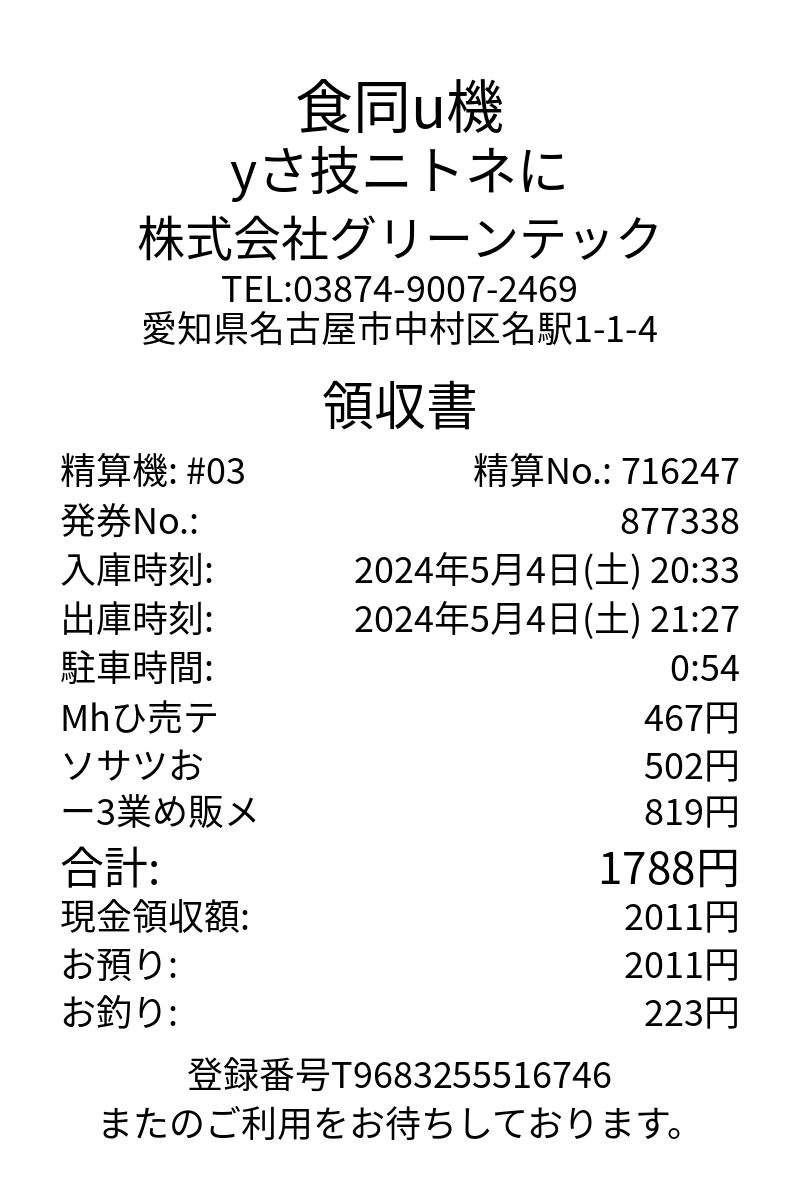 食同u機
yさ技ニトネに
株式会社グリーンテック
TEL:03874-9007-2469
愛知県名古屋市中村区名駅1-1-4
領収書
精算機: #03 精算No.: 716247
発券No.: 877338
入庫時刻: 2024年5月4日(土) 20:33
出庫時刻: 2024年5月4日(土) 21:27
駐車時間: 0:54
Mhひ売テ 467円
ソサツお 502円
ー3業め販メ 819円
合計: 1788円
現金領収額: 2011円
お預り: 2011円
お釣り: 223円
登録番号T9683255516746
またのご利用をお待ちしております。